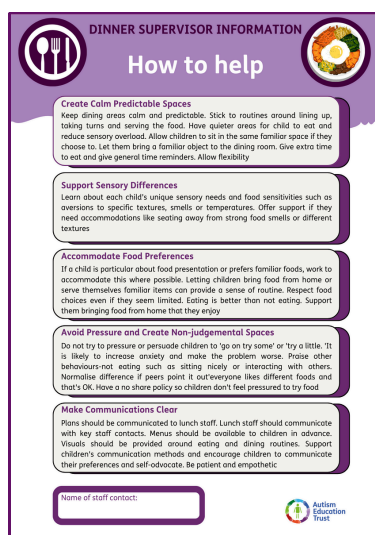 DINNER SUPERVISOR INFORMATION
How to help
Create Calm Predictable Spaces
Keep dining areas calm and predictable. Stick to routines around lining up,
taking turns and serving the food. Have quieter areas for child to eat and
reduce sensory overload. Allow children to sit in the same familiar space if they
choose to. Let them bring a familiar object to the dining room. Give extra time
to eat and give general time reminders. Allow flexibility
Support Sensory Differences
Learn about each child's unique sensory needs and food sensitivities such as
aversions to specific textures, smells or temperatures. Offer support if they
need accommodations like seating away from strong food smells or different
textures
Accommodate Food Preferences
If a child is particular about food presentation or prefers familiar foods, work to
accommodate this where possible. Letting children bring food from home or
serve themselves familiar items can provide a sense of routine. Respect food
choices even if they seem limited. Eating is better than not eating. Support
them bringing food from home that they enjoy
Avoid Pressure and Create Non-judgemental Spaces
Do not try to pressure or persuade children to 'go on try some' or 'try a little. 'It
is likely to increase anxiety and make the problem worse. Praise other
behaviours-not eating such as sitting nicely or interacting with others.
Normalise difference if peers point it out'everyone likes different foods and
that's OK. Have a no share policy so children don't feel pressured to try food
Make Communications Clear
Plans should be communicated to lunch staff. Lunch staff should communicate
with key staff contacts. Menus should be available to children in advance.
Visuals should be provided around eating and dining routines. Support
children's communication methods and encourage children to communicate
their preferences and self-advocate. Be patient and empathetic
Name of staff contact:
Autism
Education
Trust